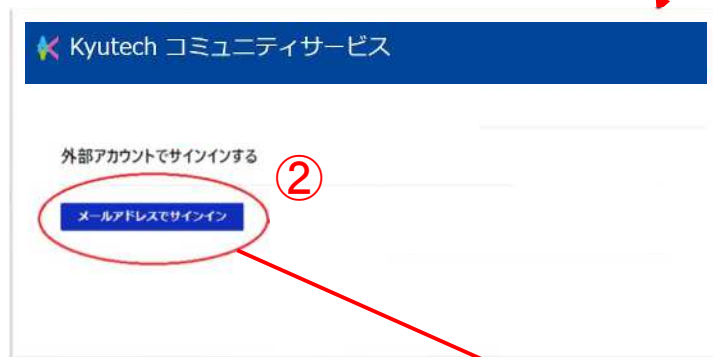 Kyutech コミュニティサービス
外部アカウントでサインインする
②
メールアドレスでサインイン